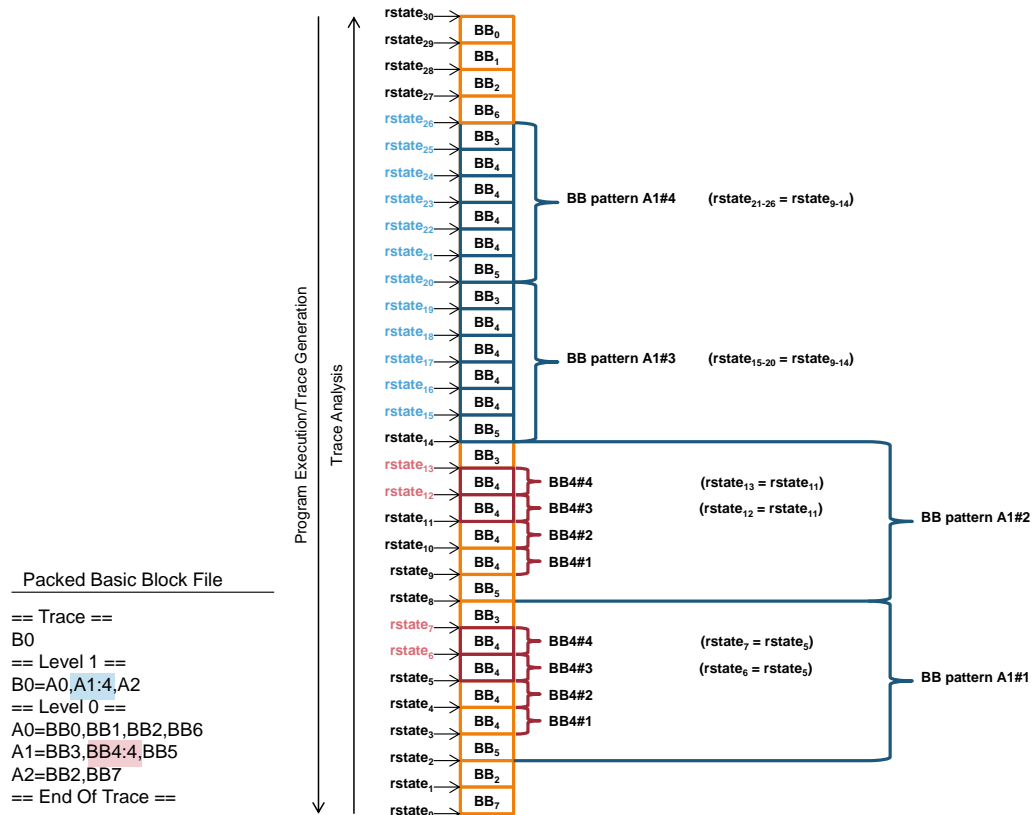 Packed Basic Block File
== Trace ==
B0
== Level 1 ==
B0=A0,A1:4,A2
== Level 0 ==
A0=BB0,BB1,BB2,BB6
A1=BB3,BB4:4,BB5
A2=BB2,BB7
== End Of Trace ==
Program Execution/Trace Generation
Trace Analysis
rstate30
BB0
rstate29
BB1
rstate28
BB2
rstate27
BB6
rstate26
BB3
rstate25
BB4
rstate24
BB4
rstate23
BB4
rstate22
BB4
rstate21
BB5
rstate20
BB3
rstate19
BB4
rstate18
BB4
rstate17
BB4
rstate16
BB4
rstate15
BB5
rstate14
BB3
rstate13
BB4
rstate12
BB4
rstate11
BB4
rstate10
BB4
rstate9
BB5
rstate8
BB3
rstate7
BB4
rstate6
BB4
rstate5
BB4
rstate4
BB4
rstate3
BB5
rstate2
BB2
rstate1
BB7
rstate0
BB pattern A1#4 (rstate21-26 = rstate9-14)
BB pattern A1#3 (rstate15-20 = rstate9-14)
BB4#4 (rstate13 = rstate11)
BB4#3 (rstate12 = rstate11)
BB4#2
BB4#1
BB pattern A1#2
BB4#4 (rstate7 = rstate5)
BB4#3 (rstate6 = rstate5)
BB4#2
BB4#1
BB pattern A1#1